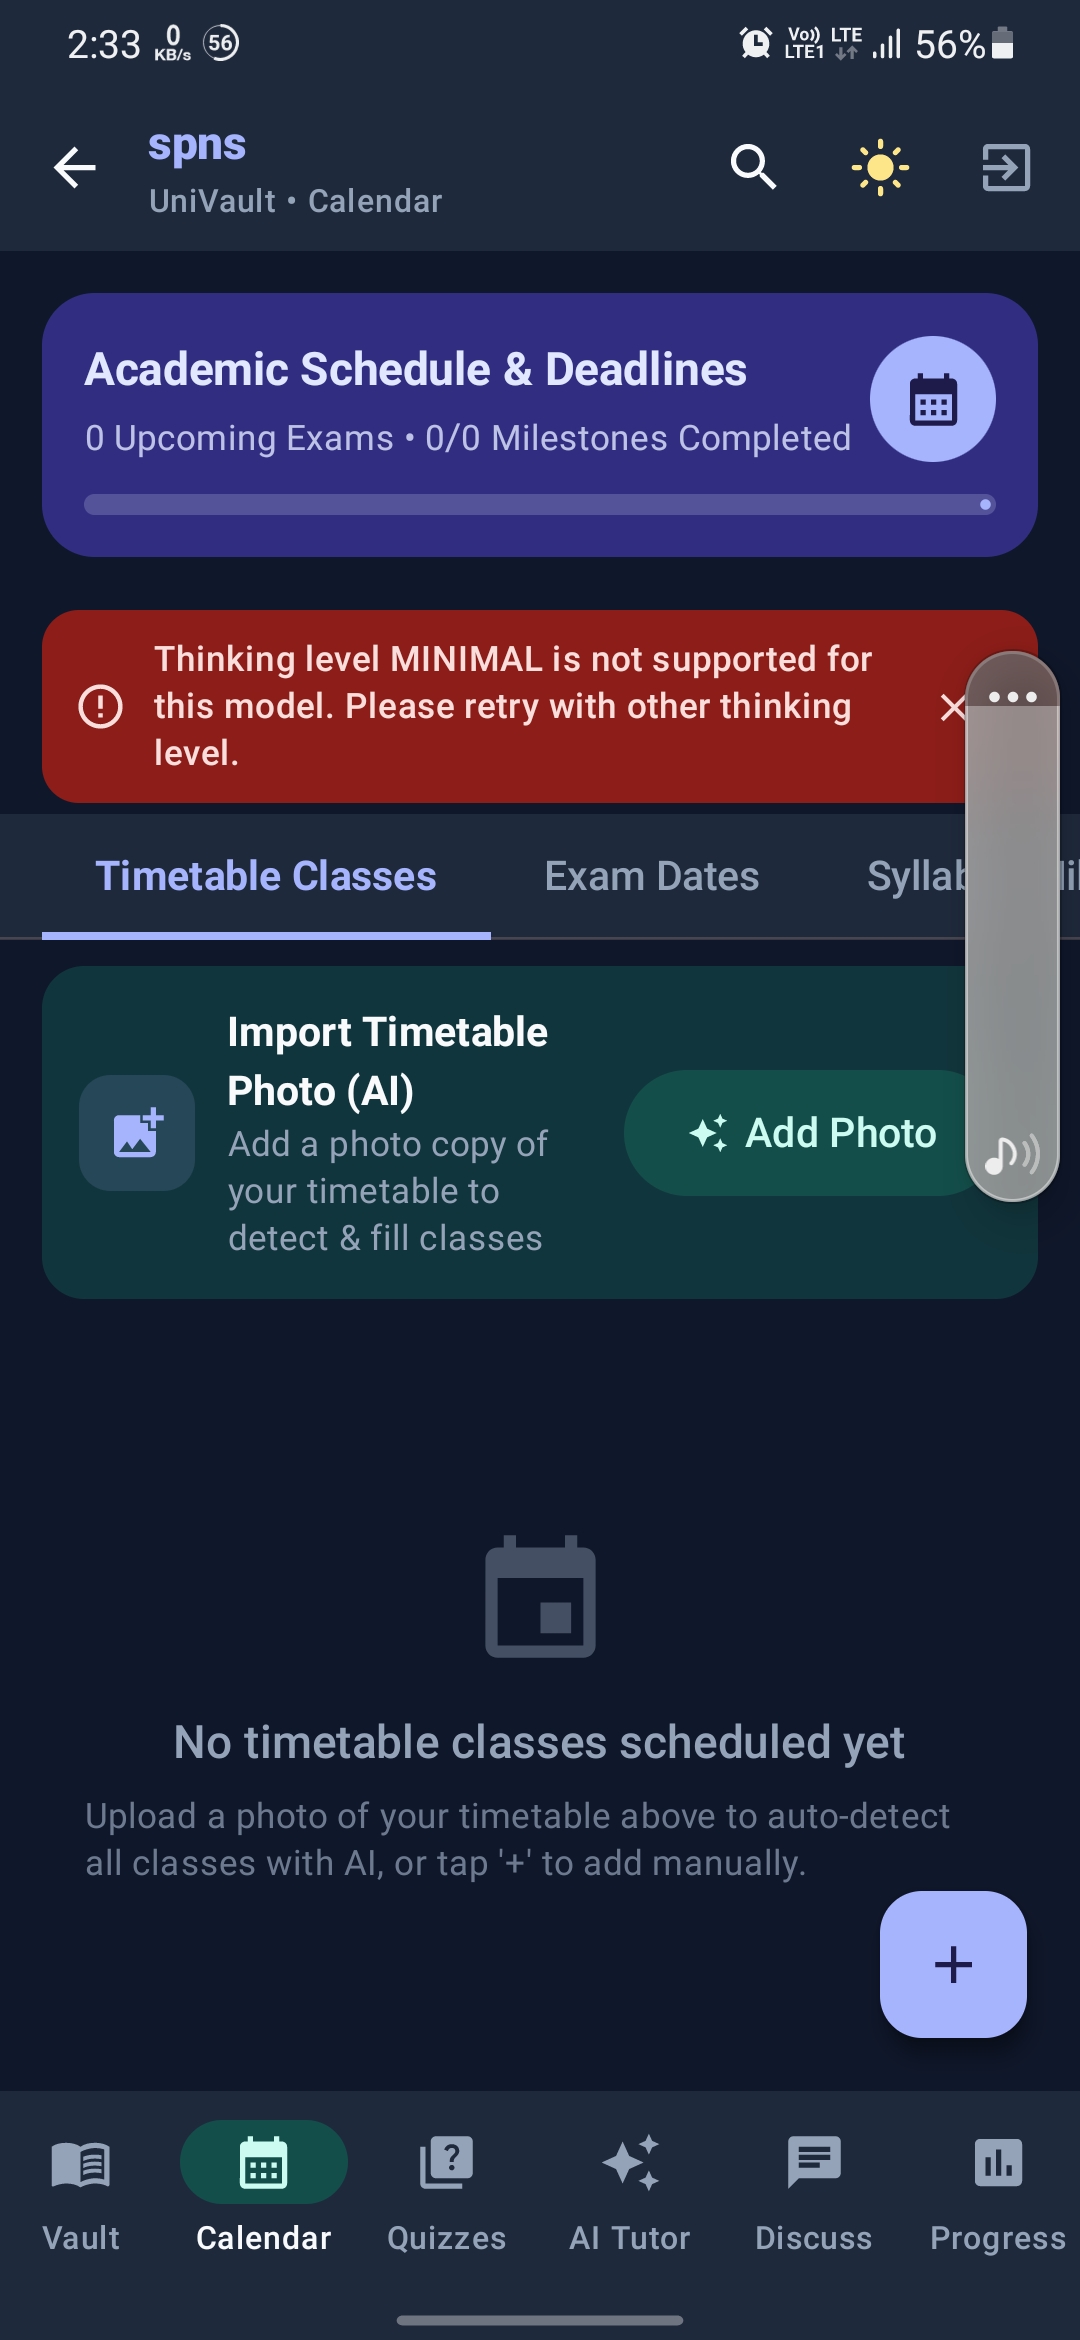 2:33 0 KB/s 56 Vo)) LTE1 LTE 56%
spns
UniVault • Calendar
Academic Schedule & Deadlines
0 Upcoming Exams • 0/0 Milestones Completed
Thinking level MINIMAL is not supported for
this model. Please retry with other thinking
level.
Timetable Classes Exam Dates
Import Timetable
Photo (AI)
Add a photo copy of
your timetable to
detect & fill classes
Add Photo
No timetable classes scheduled yet
Upload a photo of your timetable above to auto-detect
all classes with AI, or tap '+' to add manually.
Vault Calendar Quizzes AI Tutor Discuss Progress